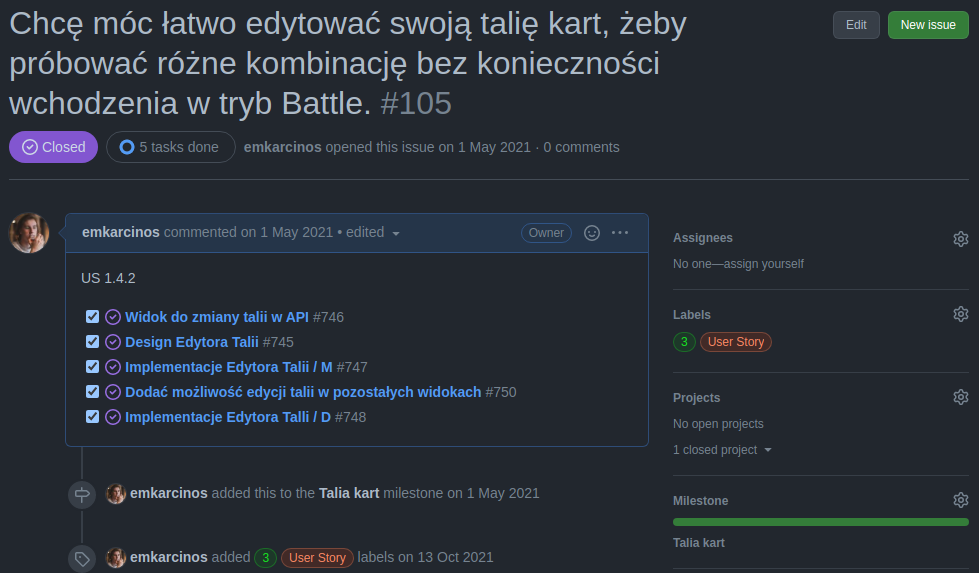 Chcę móc łatwo edytować swoją talię kart, żeby
próbować różne kombinację bez konieczności
wchodzenia w tryb Battle. #105
Edit
New issue
Closed
5 tasks done
emkarcinos opened this issue on 1 May 2021 · 0 comments
emkarcinos commented on 1 May 2021 • edited
Owner
US 1.4.2
Widok do zmiany talii w API #746
Design Edytora Talii #745
Implementacje Edytora Talii / M #747
Dodać możliwość edycji talii w pozostałych widokach #750
Implementacje Edytora Talli / D #748
emkarcinos added this to the Talia kart milestone on 1 May 2021
emkarcinos added 3 User Story labels on 13 Oct 2021
Assignees
No one—assign yourself
Labels
3 User Story
Projects
No open projects
1 closed project
Milestone
Talia kart